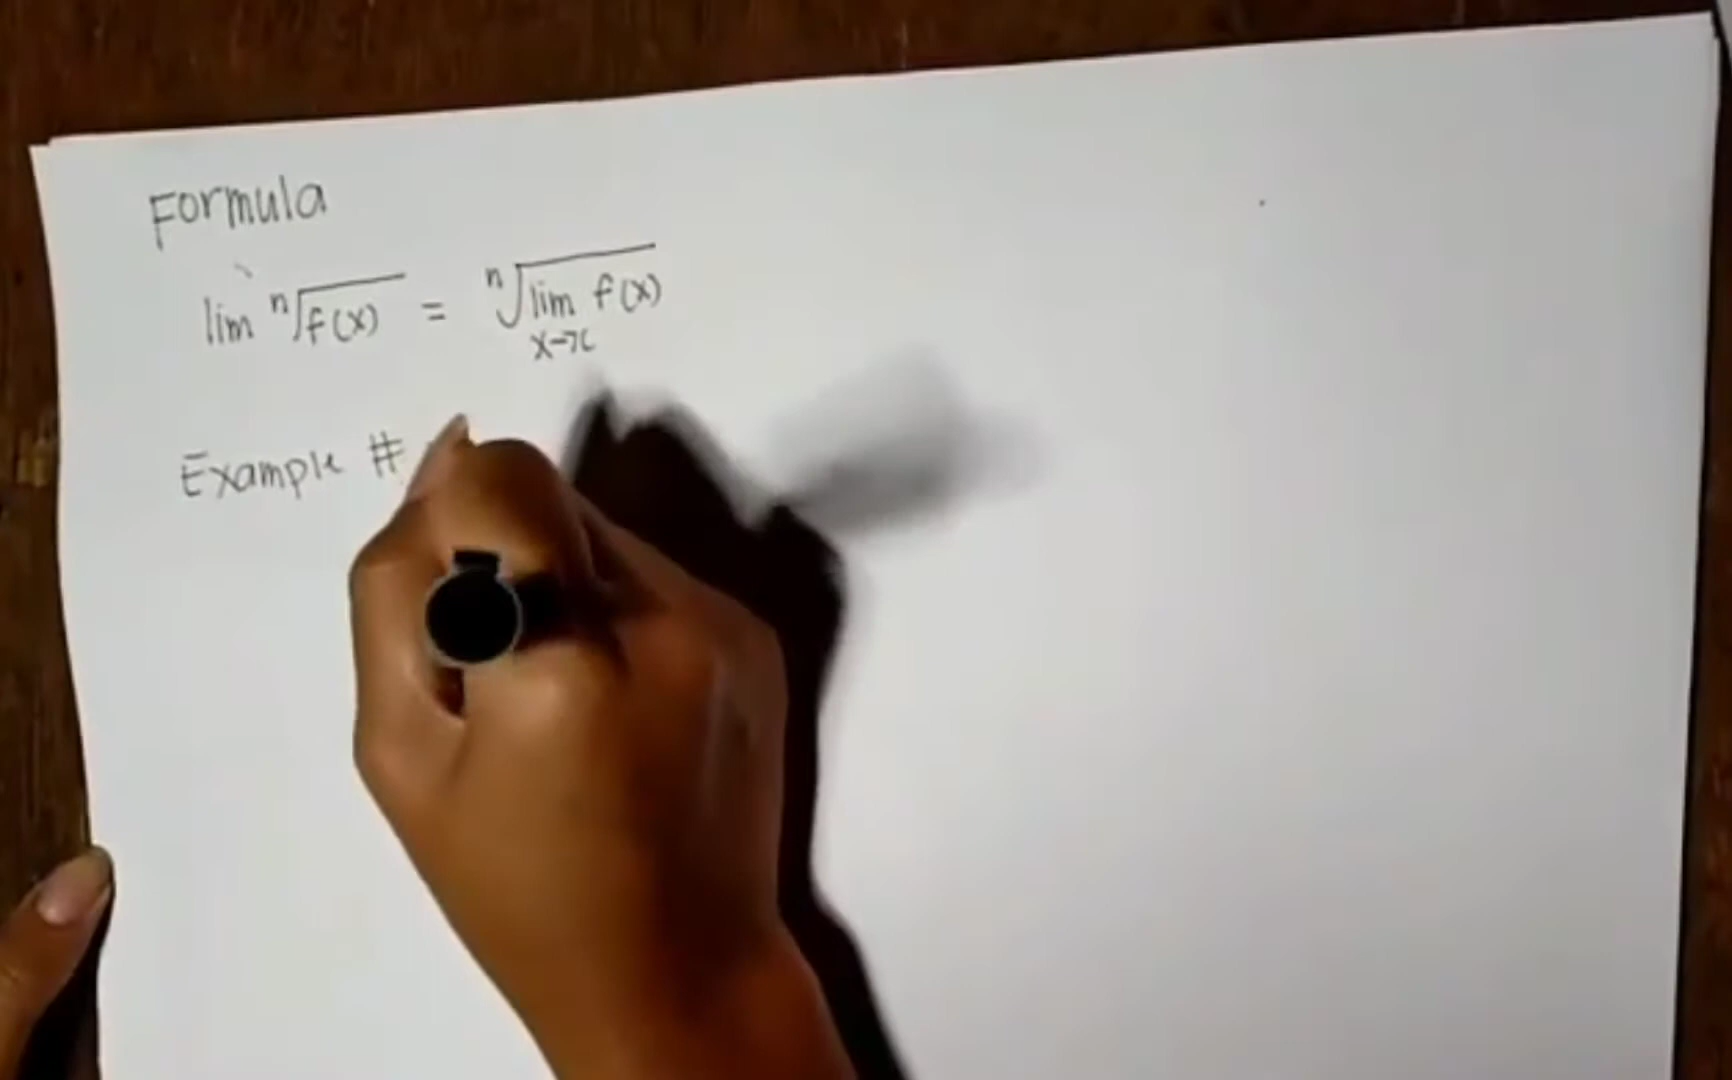 Formula
lim ⁿ√f(x) = ⁿ√lim f(x)
x→c
Example #